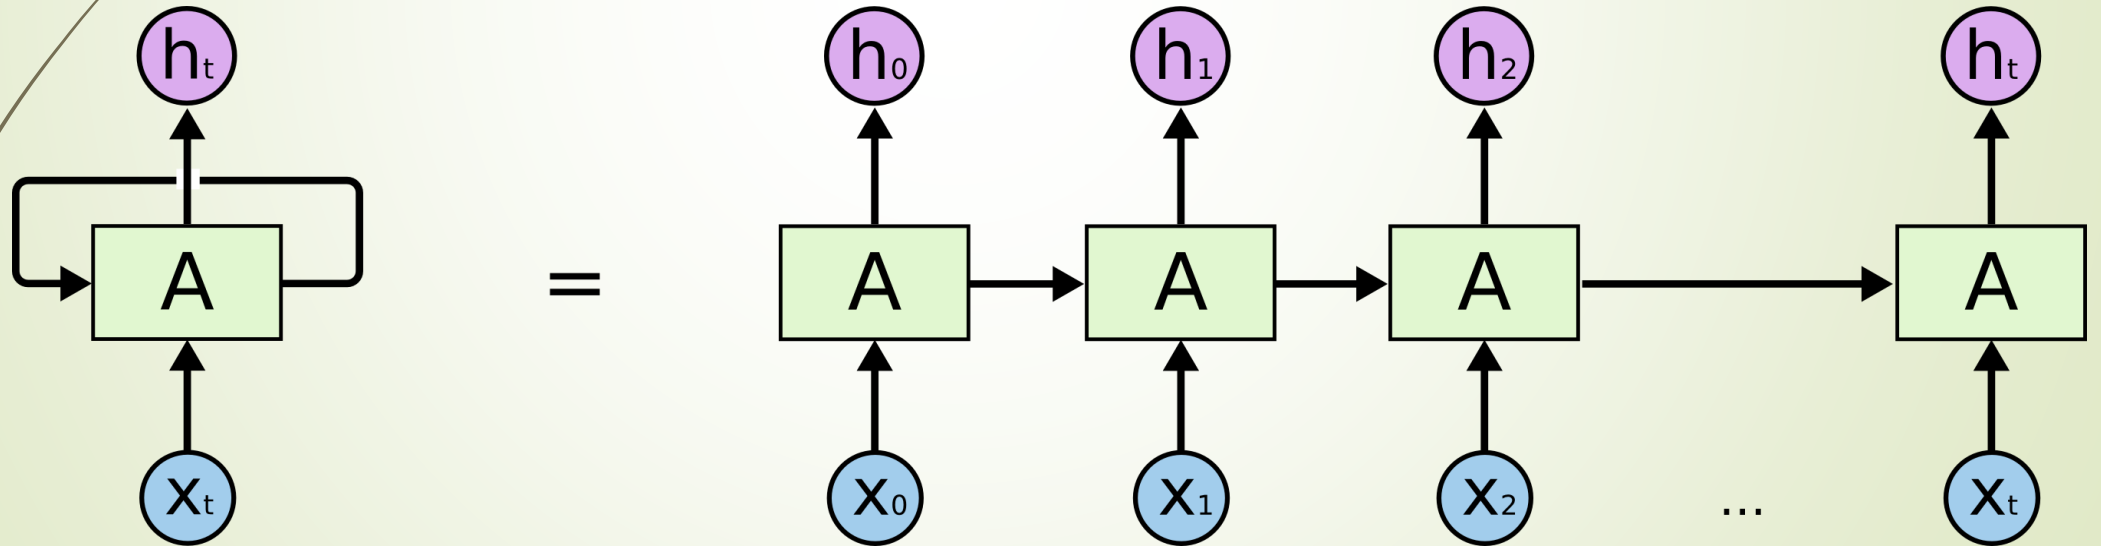 hₜ h₀ h₁ h₂ hₜ
A = A A A A
xₜ x₀ x₁ x₂ ... xₜ